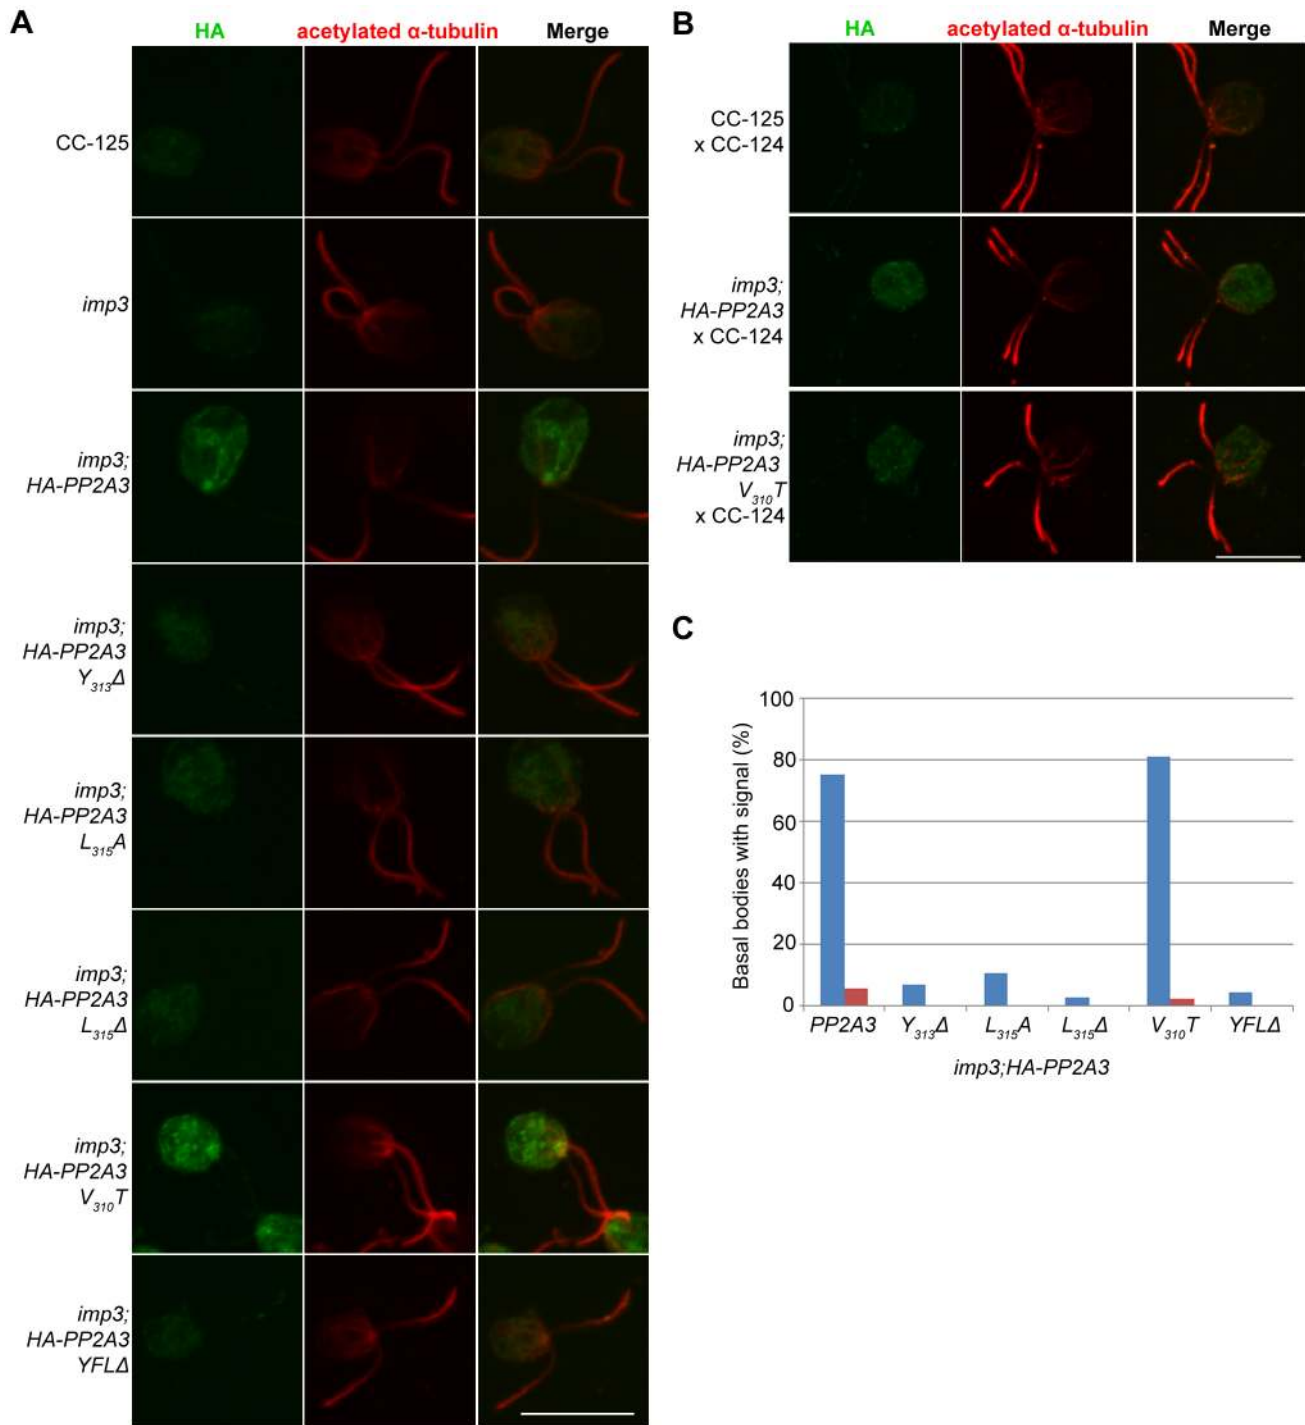 A
HA
acetylated α-tubulin
Merge
CC-125
imp3
imp3;
HA-PP2A3
imp3;
HA-PP2A3
Y₃₁₃Δ
imp3;
HA-PP2A3
L₃₁₅A
imp3;
HA-PP2A3
L₃₁₅Δ
imp3;
HA-PP2A3
V₃₁₀T
imp3;
HA-PP2A3
YFLΔ
B
HA
acetylated α-tubulin
Merge
CC-125
x CC-124
imp3;
HA-PP2A3
x CC-124
imp3;
HA-PP2A3
V₃₁₀T
x CC-124
C
Basal bodies with signal (%)
100
80
60
40
20
0
PP2A3
Y₃₁₃Δ
L₃₁₅A
L₃₁₅Δ
V₃₁₀T
YFLΔ
imp3;HA-PP2A3